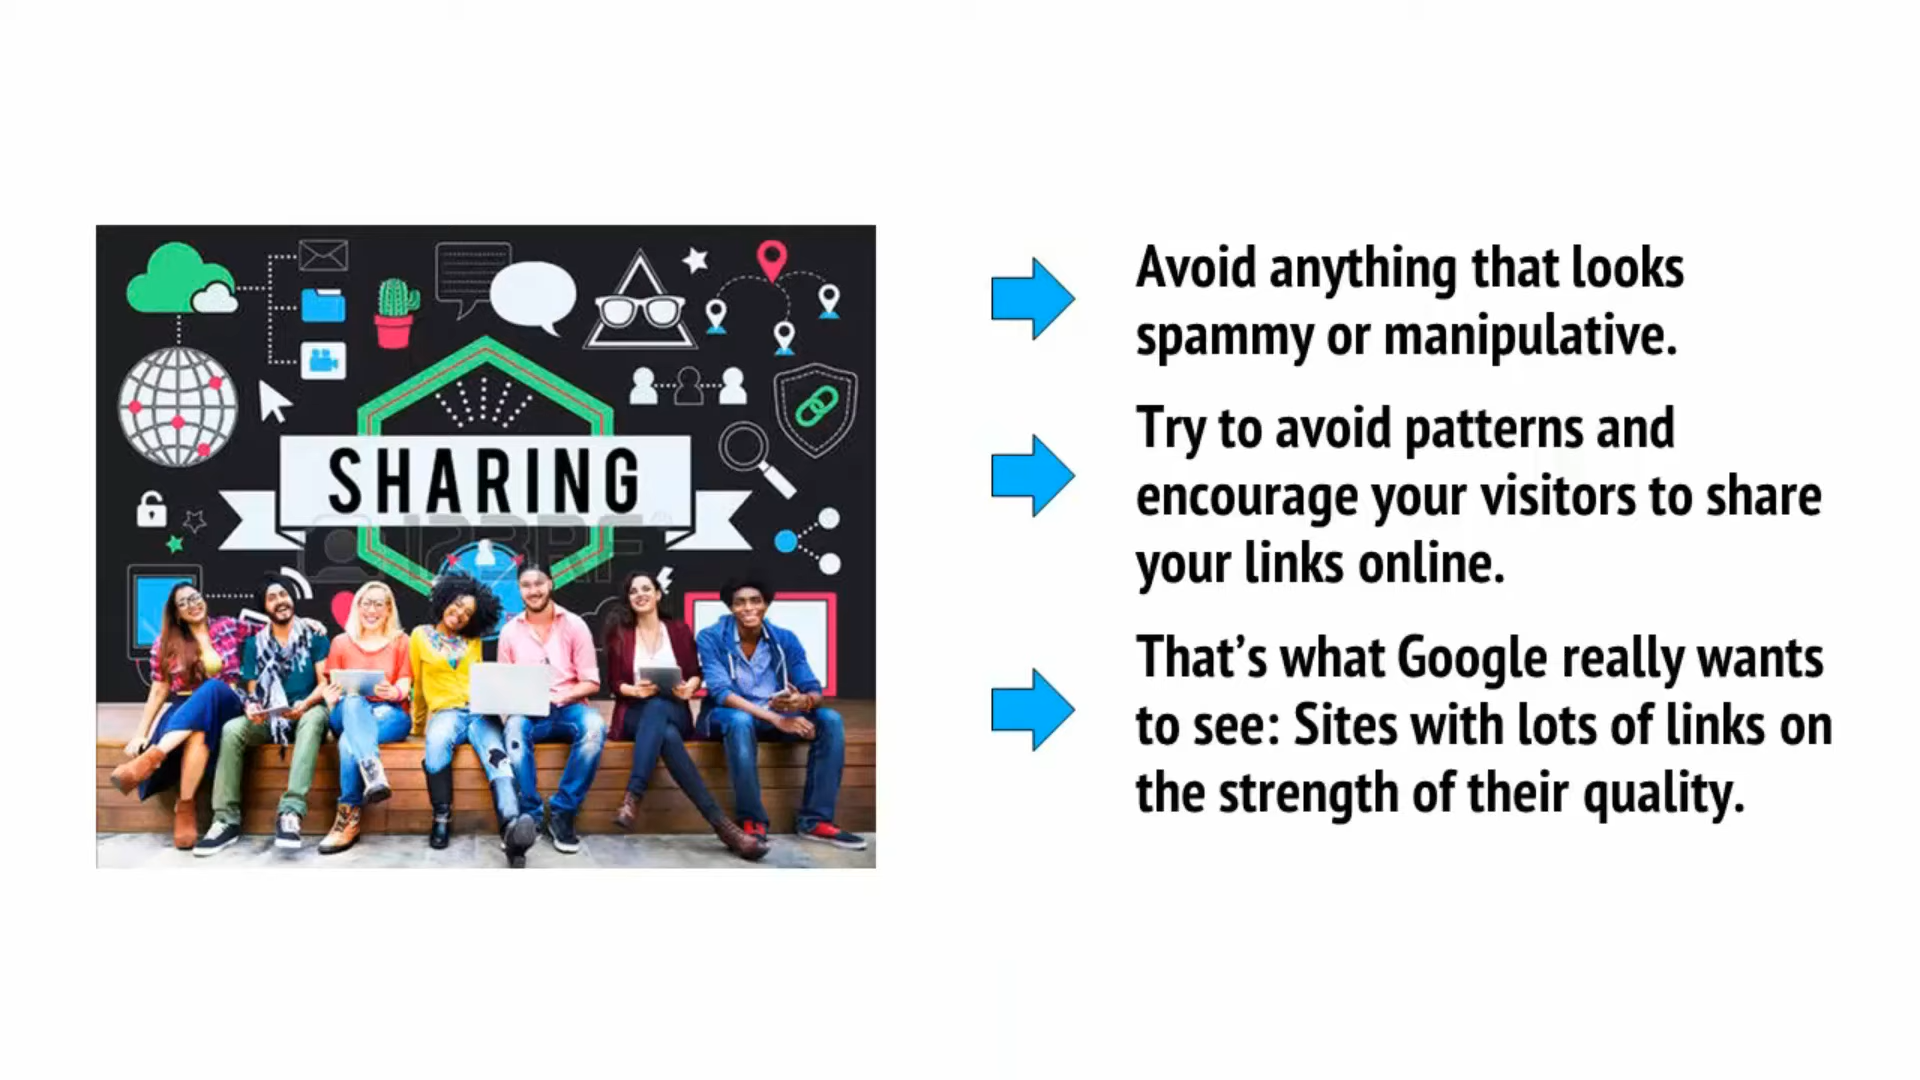 SHARING
123RF
Avoid anything that looks
spammy or manipulative.
Try to avoid patterns and
encourage your visitors to share
your links online.
That’s what Google really wants
to see: Sites with lots of links on
the strength of their quality.